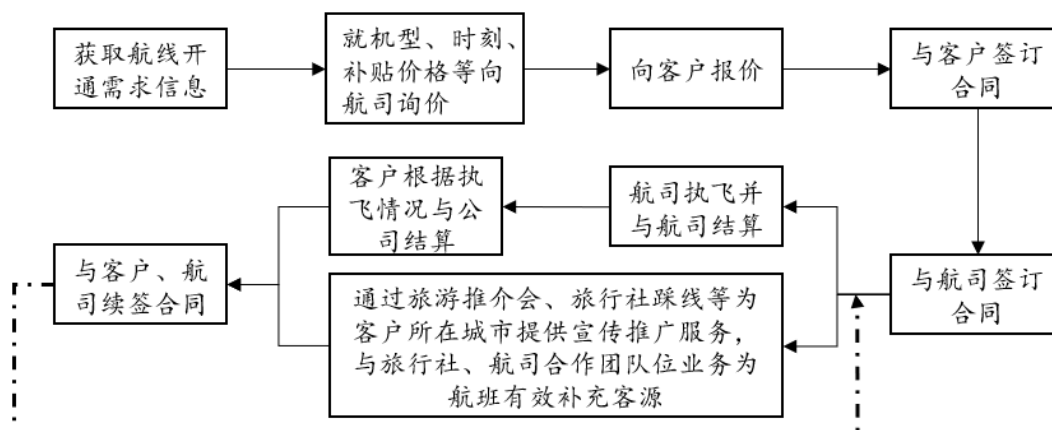 获取航线开
通需求信息
就机型、时刻、
补贴价格等向
航司询价
向客户报价
与客户签订
合同
客户根据执
飞情况与公
司结算
航司执飞并
与航司结算
与客户、航
司续签合同
通过旅游推介会、旅行社踩线等为
客户所在城市提供宣传推广服务，
与旅行社、航司合作团队位业务为
航班有效补充客源
与航司签订
合同